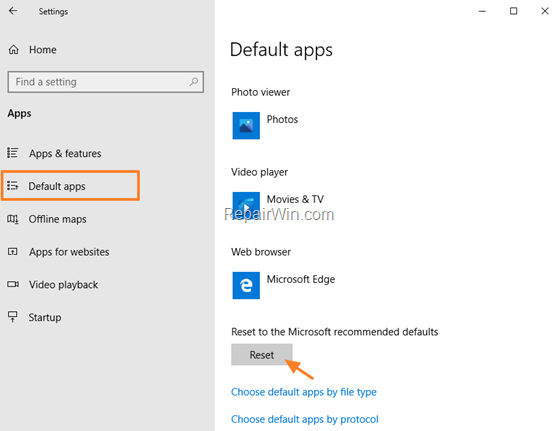 Settings
Home
Find a setting
Apps
Apps & features
Default apps
Offline maps
Apps for websites
Video playback
Startup
Default apps
Photo viewer
Photos
Video player
Movies & TV
RepairWin.com
Web browser
Microsoft Edge
Reset to the Microsoft recommended defaults
Reset
Choose default apps by file type
Choose default apps by protocol